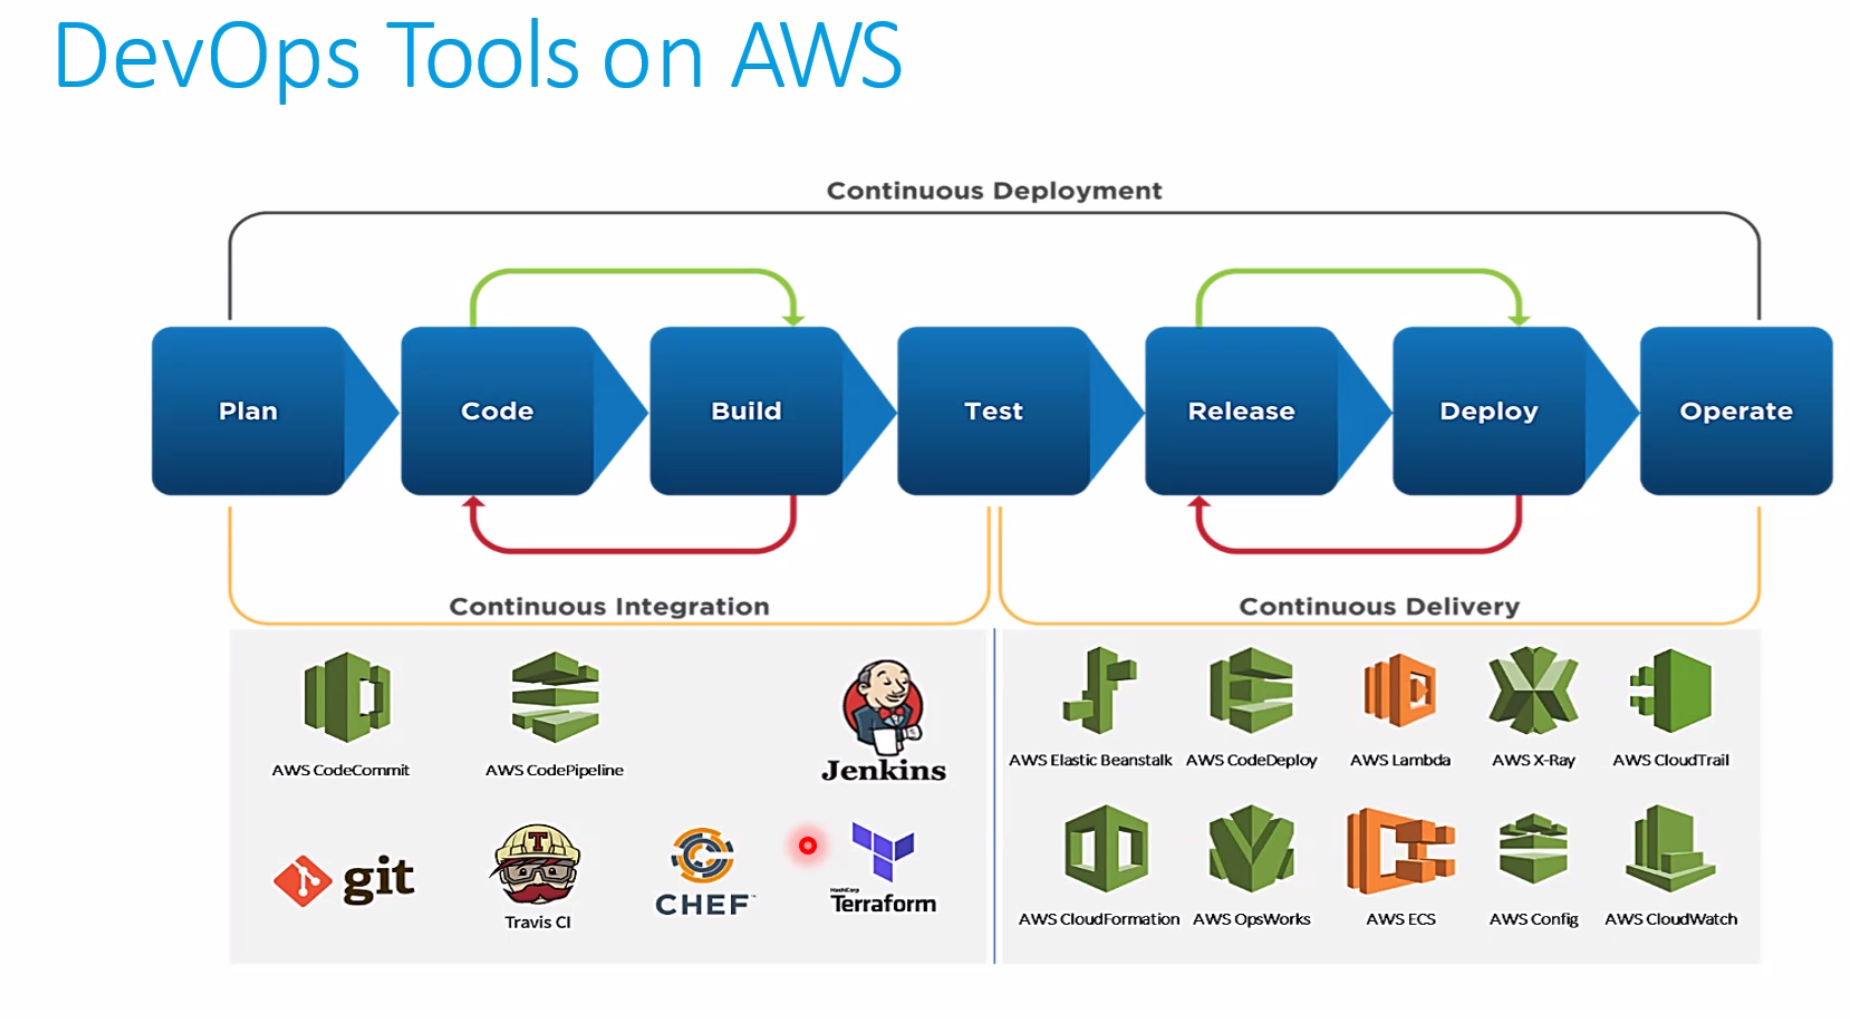 DevOps Tools on AWS
Continuous Deployment
Plan
Code
Build
Test
Release
Deploy
Operate
Continuous Integration
Continuous Delivery
AWS CodeCommit
AWS CodePipeline
Jenkins
git
T
Travis CI
CHEF™
HashiCorp
Terraform
AWS Elastic Beanstalk
AWS CodeDeploy
AWS Lambda
AWS X-Ray
AWS CloudTrail
AWS CloudFormation
AWS OpsWorks
AWS ECS
AWS Config
AWS CloudWatch